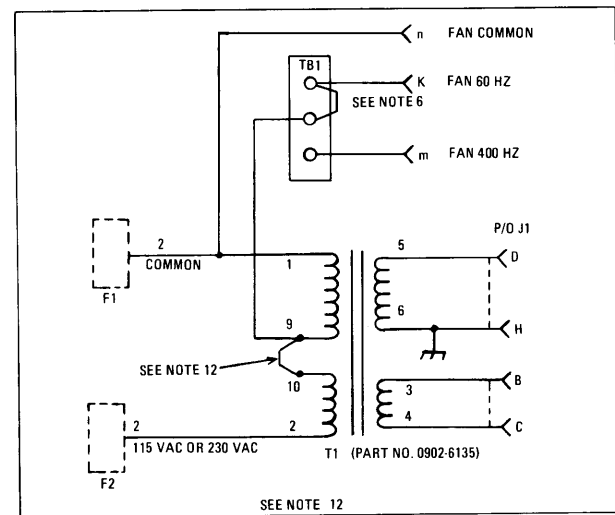 n FAN COMMON
TB1
K FAN 60 HZ
SEE NOTE 6
m FAN 400 HZ
P/O J1
2
COMMON
F1
1
5
D
6
H
9
SEE NOTE 12
10
3
B
4
C
2
115 VAC OR 230 VAC
F2
2
T1 (PART NO. 0902-6135)
SEE NOTE 12